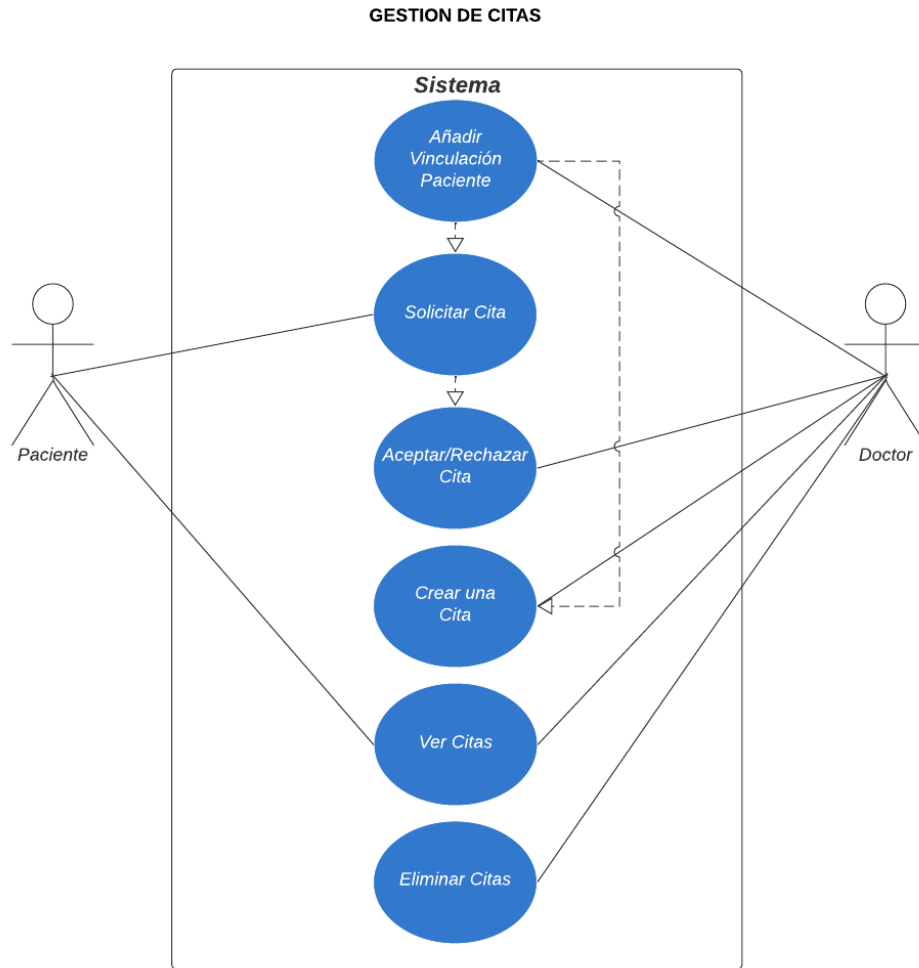 GESTION DE CITAS
Sistema
Añadir
Vinculación
Paciente
Solicitar Cita
Paciente
Aceptar/Rechazar
Cita
Doctor
Crear una
Cita
Ver Citas
Eliminar Citas